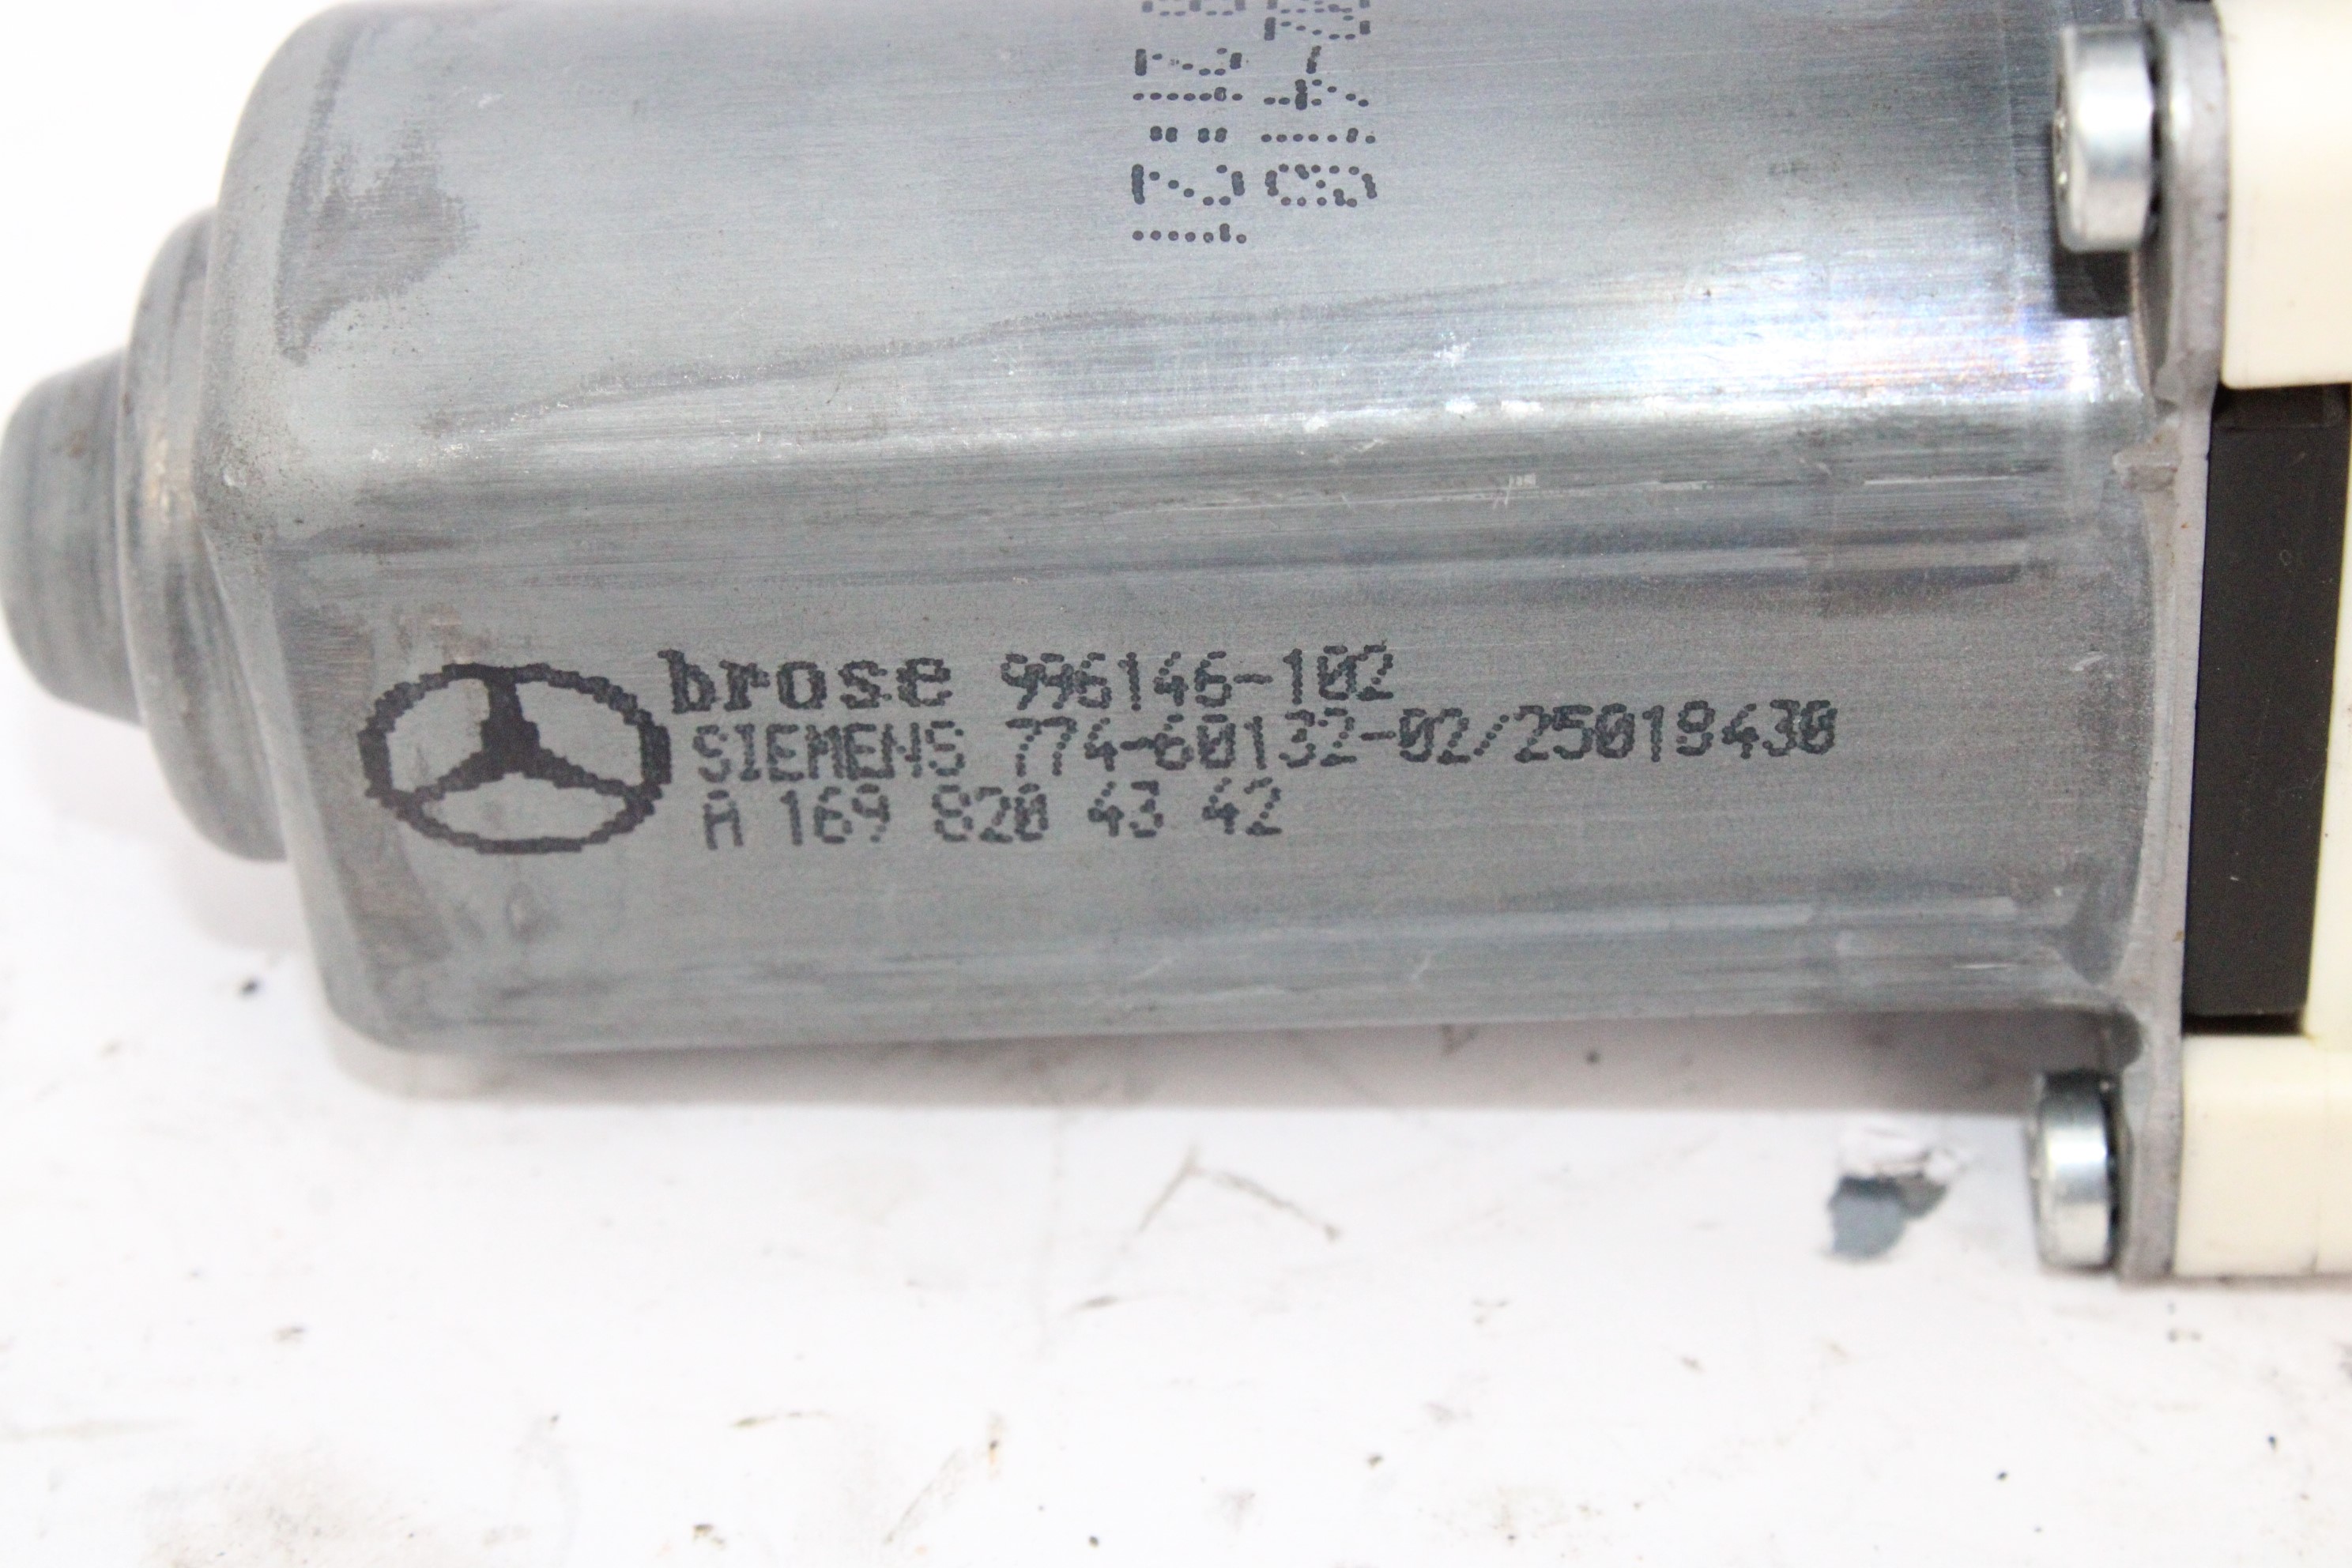 brose 996146-102
SIEMENS 774-60132-02/25019430
A 169 820 43 42